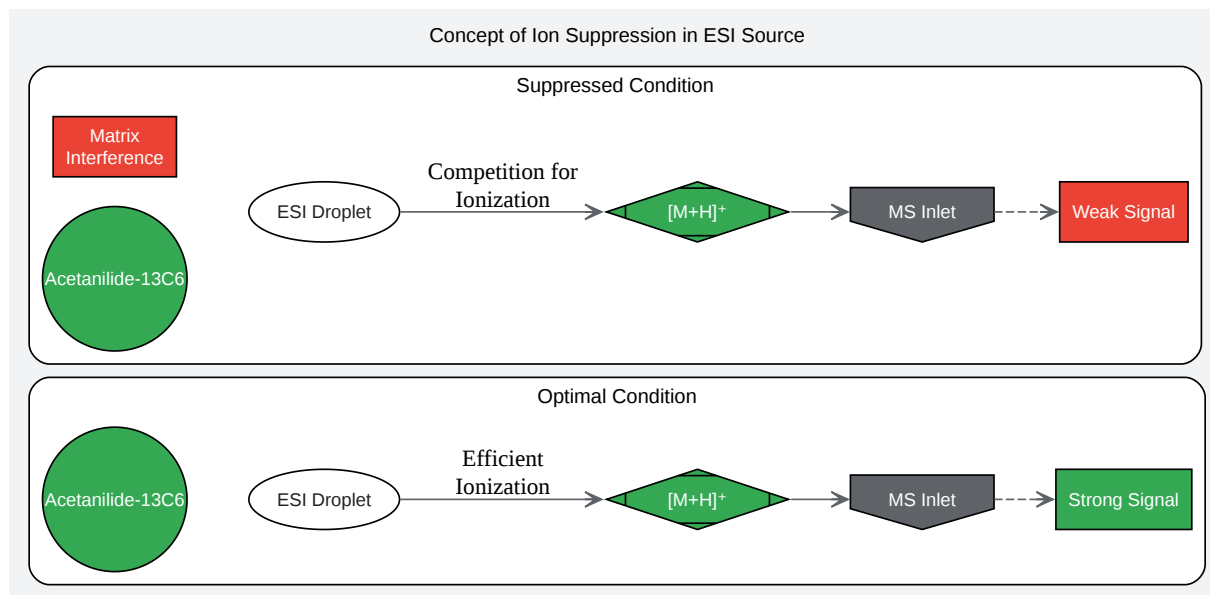 Concept of Ion Suppression in ESI Source
Suppressed Condition
Matrix
Interference
Acetanilide-13C6
ESI Droplet
Competition for
Ionization
[M+H]⁺
MS Inlet
Weak Signal
Optimal Condition
Acetanilide-13C6
ESI Droplet
Efficient
Ionization
[M+H]⁺
MS Inlet
Strong Signal